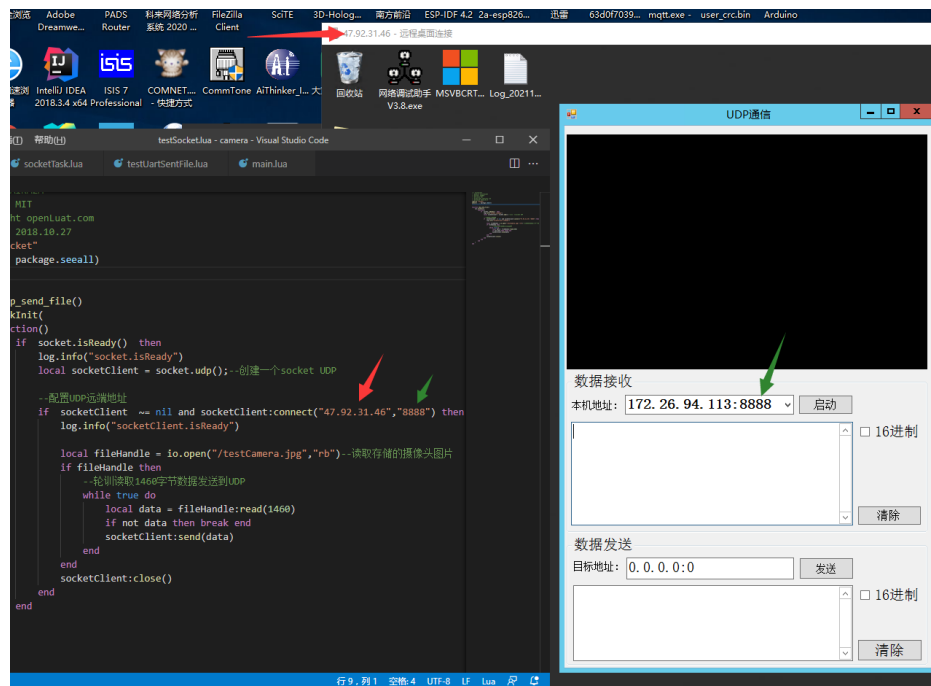 浏览 Adobe PADS 科来网络分析 FileZilla SciTE 3D-Holog... 南方前沿 ESP-IDF 4.2 2a-esp826... 迅雷 63d0f7039... mqtt.exe - user_crc.bin Arduino
Dreamwe... Router 系统 2020 ... Client
47.92.31.46 - 远程桌面连接
速浏 IntelliJ IDEA ISIS 7 COMNET.... CommTone AiThinker_I... 大
2018.3.4 x64 Professional - 快捷方式
回收站 网络调试助手 MSVBCRT... Log_20211...
V3.8.exe
帮助(H) testSocket.lua - camera - Visual Studio Code
socketTask.lua testUartSentFile.lua main.lua
MIT
ht openLuat.com
2018.10.27
cket"
package.seeall)
p_send_file()
kInit(
ction()
if socket.isReady() then
log.info("socket.isReady")
local socketClient = socket.udp();--创建一个socket UDP
--配置UDP远端地址
if socketClient ~= nil and socketClient:connect("47.92.31.46","8888") then
log.info("socketClient.isReady")
local fileHandle = io.open("/testCamera.jpg","rb")--读取存储的摄像头图片
if fileHandle then
--轮训读取1460字节数据发送到UDP
while true do
local data = fileHandle:read(1460)
if not data then break end
socketClient:send(data)
end
end
socketClient:close()
end
end
行 9，列 1 空格: 4 UTF-8 LF Lua
UDP通信
数据接收
本机地址: 172.26.94.113:8888 启动
16进制
清除
数据发送
目标地址: 0.0.0.0:0 发送
16进制
清除